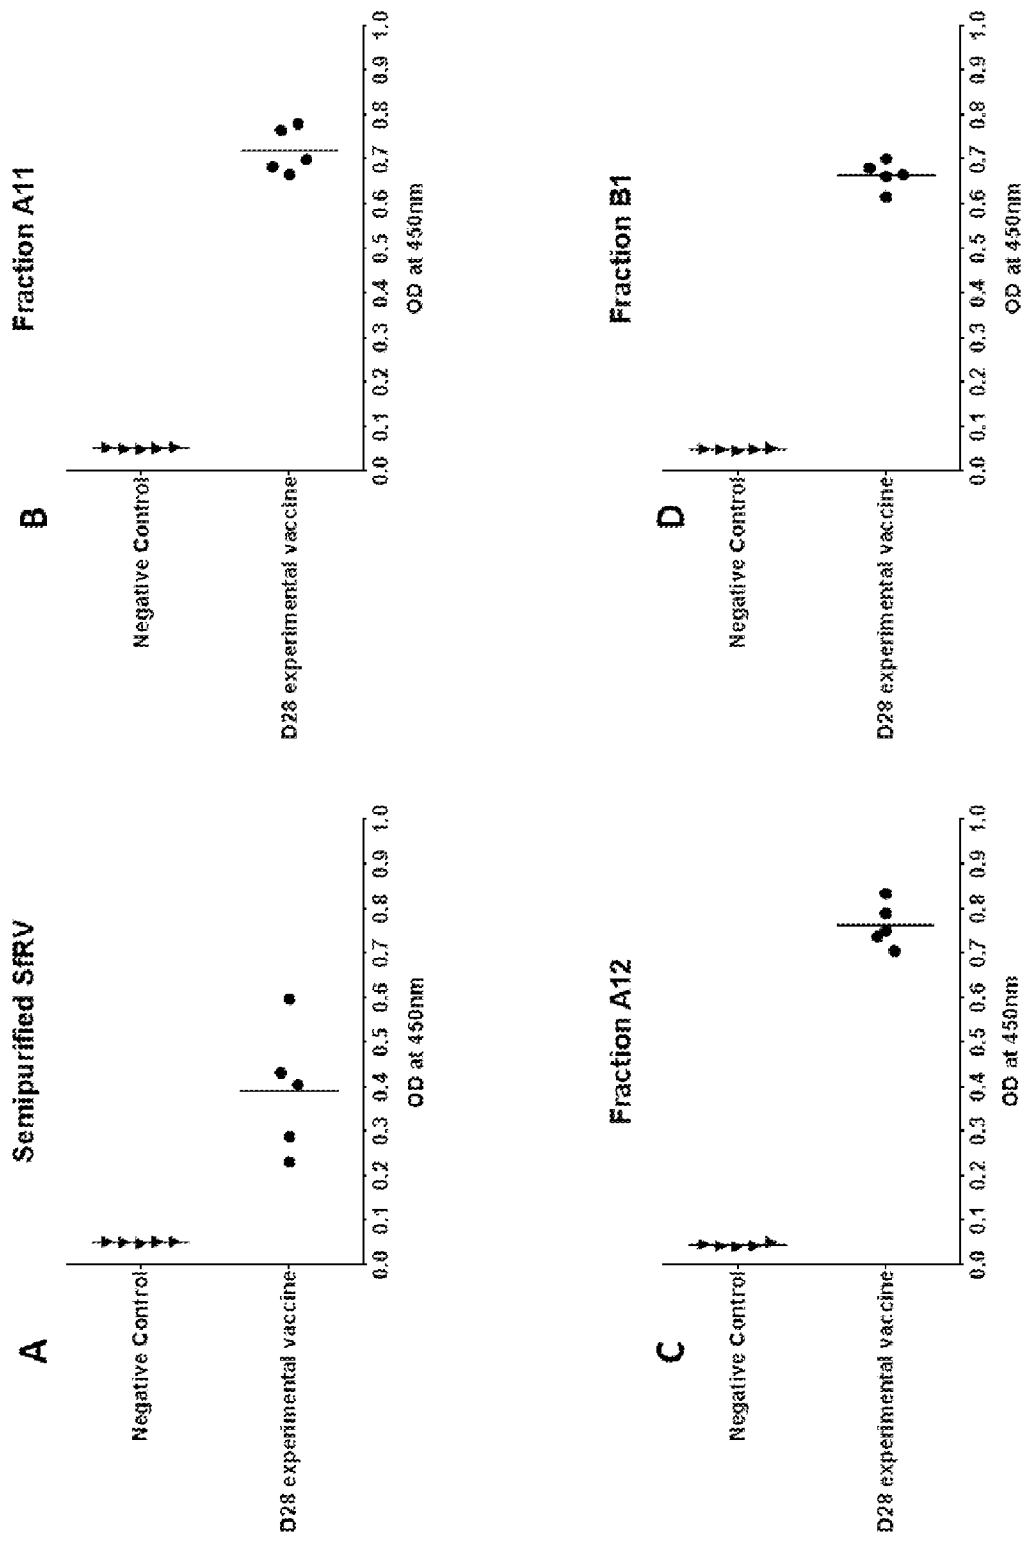 A
Semipurified SfRV
Negative Control
D28 experimental vaccine
0.0 0.1 0.2 0.3 0.4 0.5 0.6 0.7 0.8 0.9 1.0
OD at 450nm
B
Fraction A11
Negative Control
D28 experimental vaccine
0.0 0.1 0.2 0.3 0.4 0.5 0.6 0.7 0.8 0.9 1.0
OD at 450nm
C
Fraction A12
Negative Control
D28 experimental vaccine
0.0 0.1 0.2 0.3 0.4 0.5 0.6 0.7 0.8 0.9 1.0
OD at 450nm
D
Fraction B1
Negative Control
D28 experimental vaccine
0.0 0.1 0.2 0.3 0.4 0.5 0.6 0.7 0.8 0.9 1.0
OD at 450nm